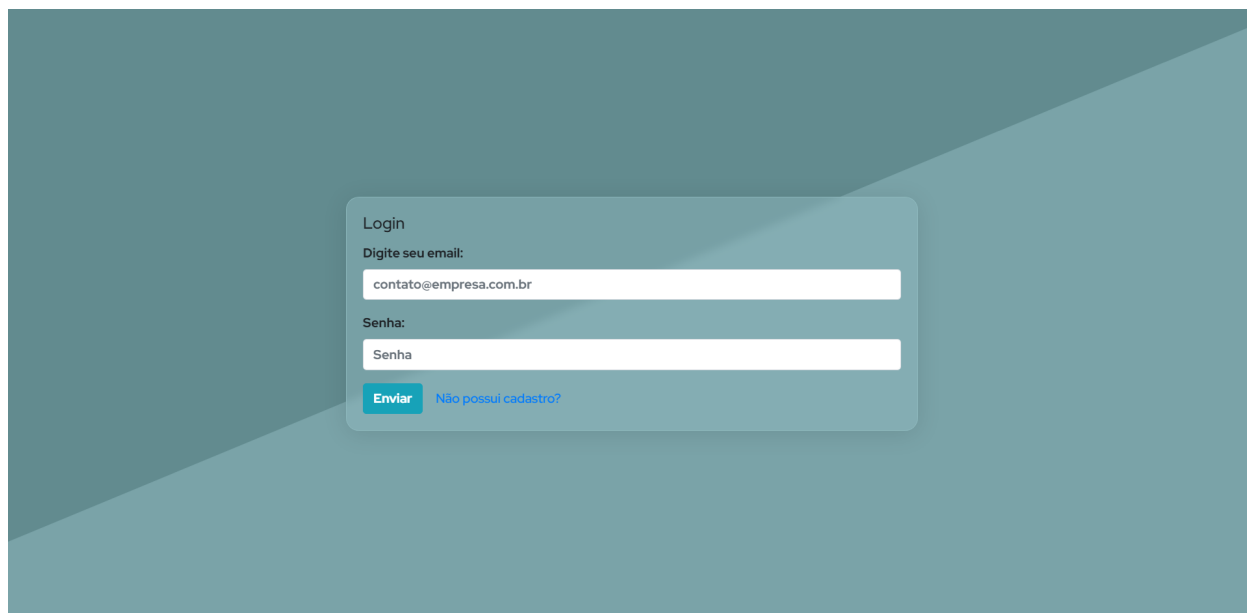 Login
Digite seu email:
contato@empresa.com.br
Senha:
Senha
Enviar Não possui cadastro?